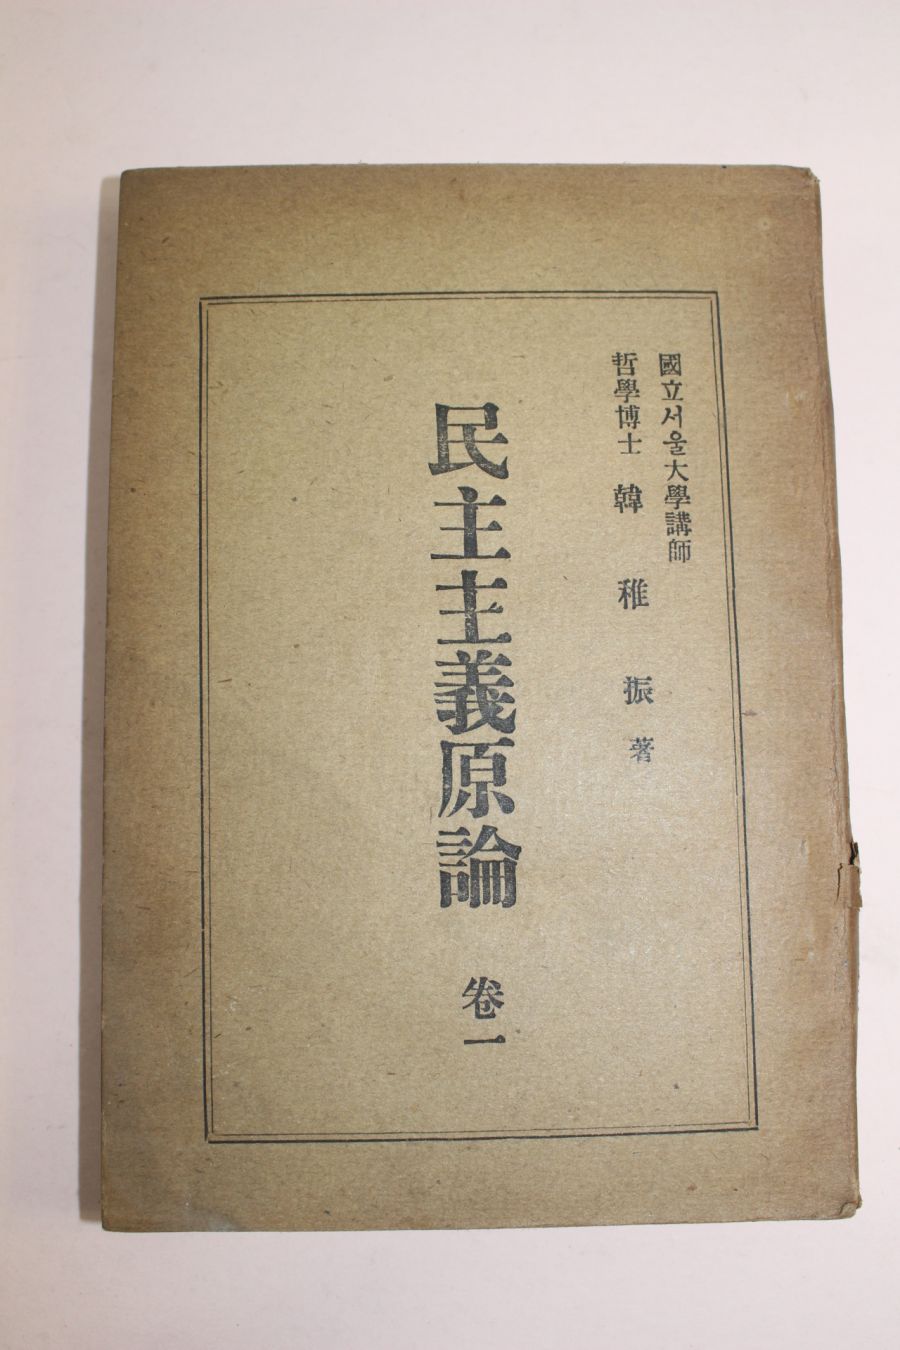 國立서울大學講師
哲學博士 韓稚振 著
民主主義原論 卷一